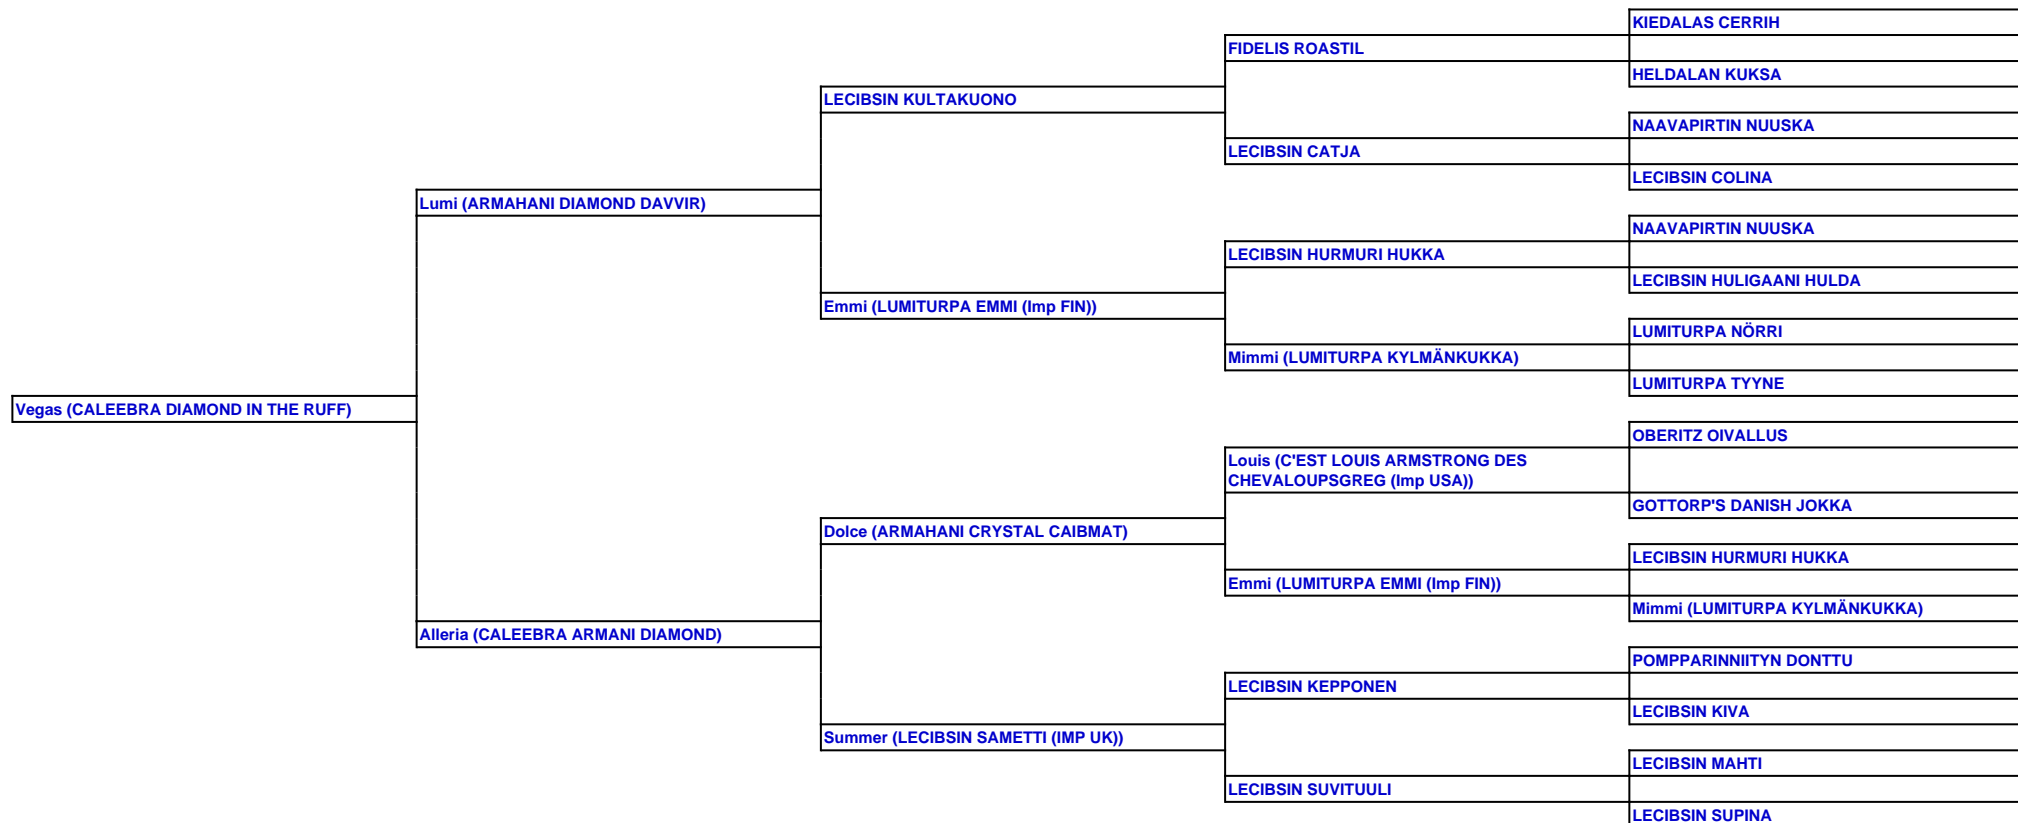 KIEDALAS CERRIH
FIDELIS ROASTIL
HELDALAN KUKSA
LECIBSIN KULTAKUONO
NAAVAPIRTIN NUUSKA
LECIBSIN CATJA
LECIBSIN COLINA
Lumi (ARMAHANI DIAMOND DAVVIR)
NAAVAPIRTIN NUUSKA
LECIBSIN HURMURI HUKKA
LECIBSIN HULIGAANI HULDA
Emmi (LUMITURPA EMMI (Imp FIN))
LUMITURPA NÖRRI
Mimmi (LUMITURPA KYLMÄNKUKKA)
LUMITURPA TYYNE
Vegas (CALEEBRA DIAMOND IN THE RUFF)
OBERITZ OIVALLUS
Louis (C'EST LOUIS ARMSTRONG DES
CHEVALOUPSGREG (Imp USA))
GOTTORP'S DANISH JOKKA
Dolce (ARMAHANI CRYSTAL CAIBMAT)
LECIBSIN HURMURI HUKKA
Emmi (LUMITURPA EMMI (Imp FIN))
Mimmi (LUMITURPA KYLMÄNKUKKA)
Alleria (CALEEBRA ARMANI DIAMOND)
POMPPARINNIITYN DONTTU
LECIBSIN KEPPONEN
LECIBSIN KIVA
Summer (LECIBSIN SAMETTI (IMP UK))
LECIBSIN MAHTI
LECIBSIN SUVITUULI
LECIBSIN SUPINA